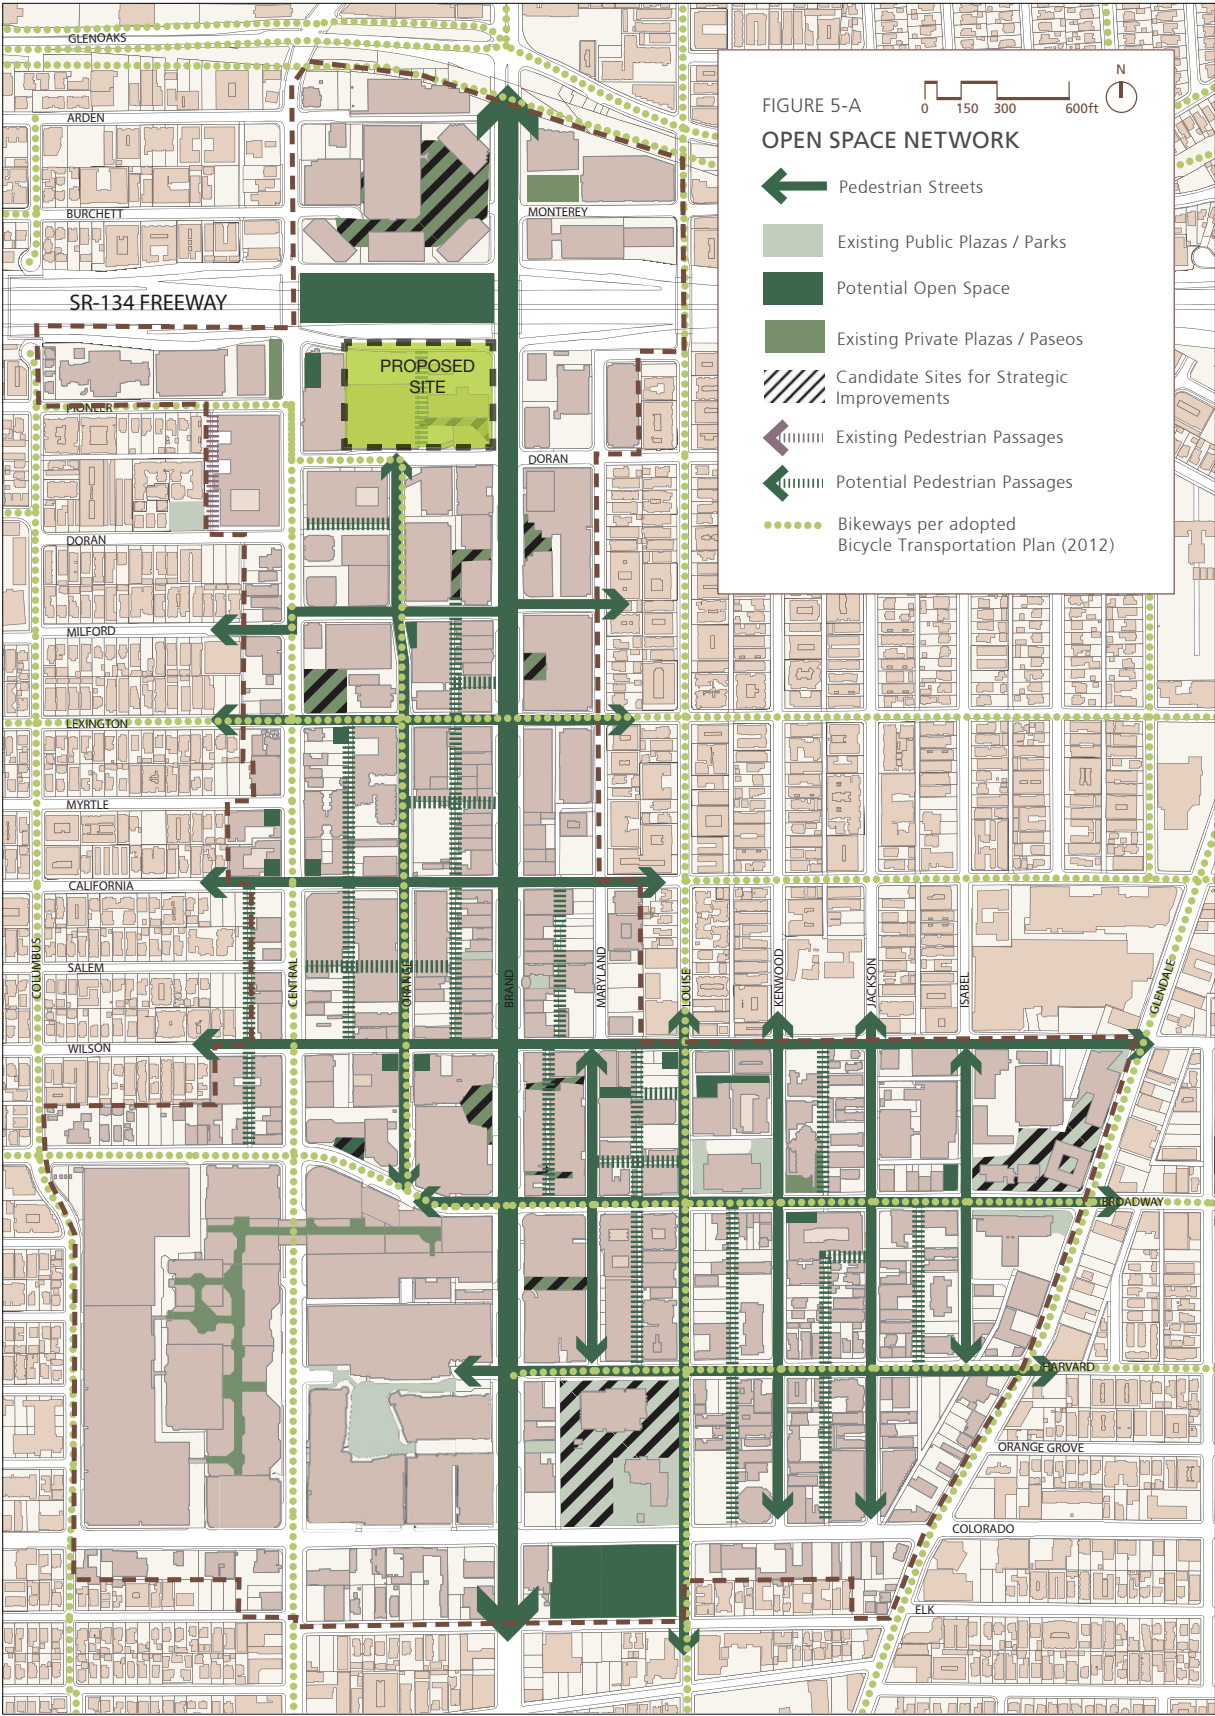 GLENOAKS
ARDEN
BURCHETT
MONTEREY
SR-134 FREEWAY
PROPOSED
SITE
PIONEER
DORAN
DORAN
MILFORD
LEXINGTON
MYRTLE
CALIFORNIA
SALEM
WILSON
COLUMBUS
CENTRAL
ORANGE
BRAND
MARYLAND
LOUISE
KENWOOD
JACKSON
ISABEL
GLENDALE
BROADWAY
HARVARD
ORANGE GROVE
COLORADO
ELK
FIGURE 5-A
OPEN SPACE NETWORK
0 150 300 600ft
N
Pedestrian Streets
Existing Public Plazas / Parks
Potential Open Space
Existing Private Plazas / Paseos
Candidate Sites for Strategic
Improvements
Existing Pedestrian Passages
Potential Pedestrian Passages
Bikeways per adopted
Bicycle Transportation Plan (2012)